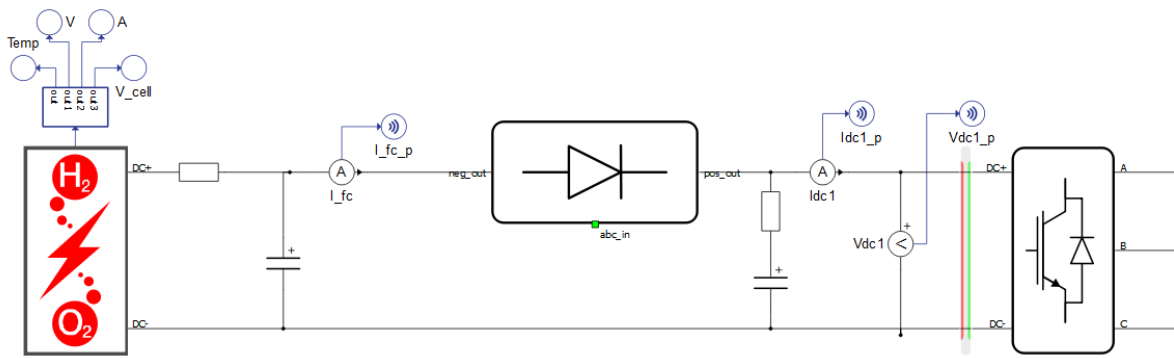 V
A
Temp
V_cell
out
out1
out2
out3
H2
O2
DC+
DC-
I_fc_p
A
I_fc
neg_out
pos_out
abc_in
Idc1_p
A
Idc1
Vdc1_p
+
+
+
Vdc1
V
DC+
DC-
A
B
C